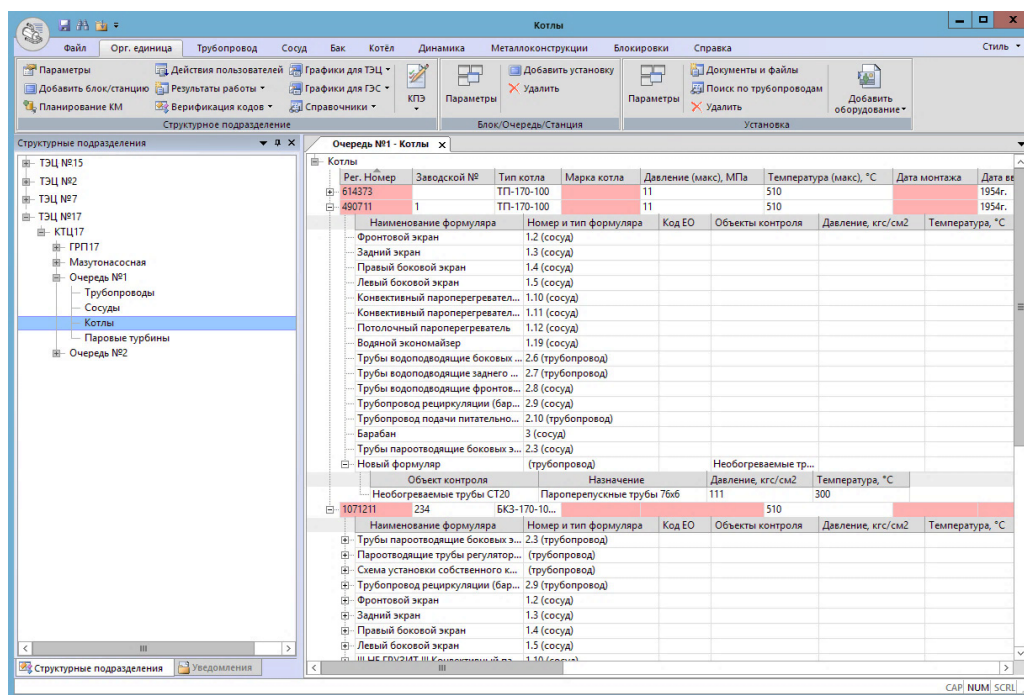 Котлы
Файл Орг. единица Трубопровод Сосуд Бак Котёл Динамика Металлоконструкции Блокировки Справка Стиль
Параметры Действия пользователей Графики для ТЭЦ Добавить установку Документы и файлы
Добавить блок/станцию Результаты работы Графики для ГЭС КПЭ Параметры Удалить Параметры Поиск по трубопроводам Добавить оборудование
Планирование КМ Верификация кодов Справочники Удалить
Структурное подразделение Блок/Очередь/Станция Установка
Структурные подразделения
ТЭЦ №15
ТЭЦ №2
ТЭЦ №7
ТЭЦ №17
КТЦ17
ГРП17
Мазутонасосная
Очередь №1
Трубопроводы
Сосуды
Котлы
Паровые турбины
Очередь №2
Структурные подразделения Уведомления
Очередь №1 - Котлы x
Котлы
Рег. Номер Заводской № Тип котла Марка котла Давление (макс), МПа Температура (макс), °C Дата монтажа Дата вв
614373 ТП-170-100 11 510 1954г.
490711 1 ТП-170-100 11 510 1954г.
Наименование формуляра Номер и тип формуляра Код ЕО Объекты контроля Давление, кгс/см2 Температура, °C
Фронтовой экран 1.2 (сосуд)
Задний экран 1.3 (сосуд)
Правый боковой экран 1.4 (сосуд)
Левый боковой экран 1.5 (сосуд)
Конвективный пароперегревател... 1.10 (сосуд)
Конвективный пароперегревател... 1.11 (сосуд)
Потолочный пароперегреватель 1.12 (сосуд)
Водяной экономайзер 1.19 (сосуд)
Трубы водоподводящие боковых ... 2.6 (трубопровод)
Трубы водоподводящие заднего ... 2.7 (трубопровод)
Трубы водоподводящие фронтов... 2.8 (сосуд)
Трубопровод рециркуляции (бар... 2.9 (сосуд)
Трубопровод подачи питательно... 2.10 (трубопровод)
Барабан 3 (сосуд)
Трубы пароотводящие боковых э... 2.3 (сосуд)
Новый формуляр (трубопровод) Необогреваемые тр...
Объект контроля Назначение Давление, кгс/см2 Температура, °C
Необогреваемые трубы СТ20 Пароперепускные трубы 76х6 111 300
1071211 234 БКЗ-170-10... 510
Наименование формуляра Номер и тип формуляра Код ЕО Объекты контроля Давление, кгс/см2 Температура, °C
Трубы пароотводящие боковых э... 2.3 (трубопровод)
Пароотводящие трубы регулятор... (трубопровод)
Схема установки собственного к... (трубопровод)
Трубопровод рециркуляции (бар... 2.9 (трубопровод)
Фронтовой экран 1.2 (сосуд)
Задний экран 1.3 (сосуд)
Правый боковой экран 1.4 (сосуд)
Левый боковой экран 1.5 (сосуд)
!!! НЕ ГРУЗИТ !!! Конвективный па... 1.10 (сосуд)
CAP NUM SCRL